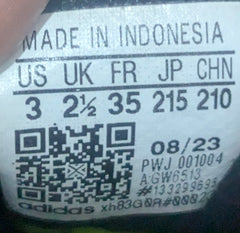 MADE IN INDONESIA
US UK FR JP CHN
3 2½ 35 215 210
08/23
PWJ 001004
AGW6513
adidas